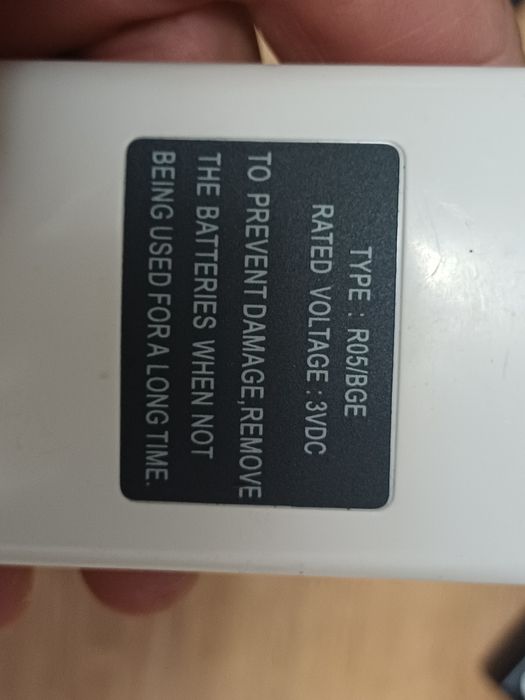 TYPE : R05/BGE
RATED VOLTAGE : 3VDC
TO PREVENT DAMAGE,REMOVE
THE BATTERIES WHEN NOT
BEING USED FOR A LONG TIME.